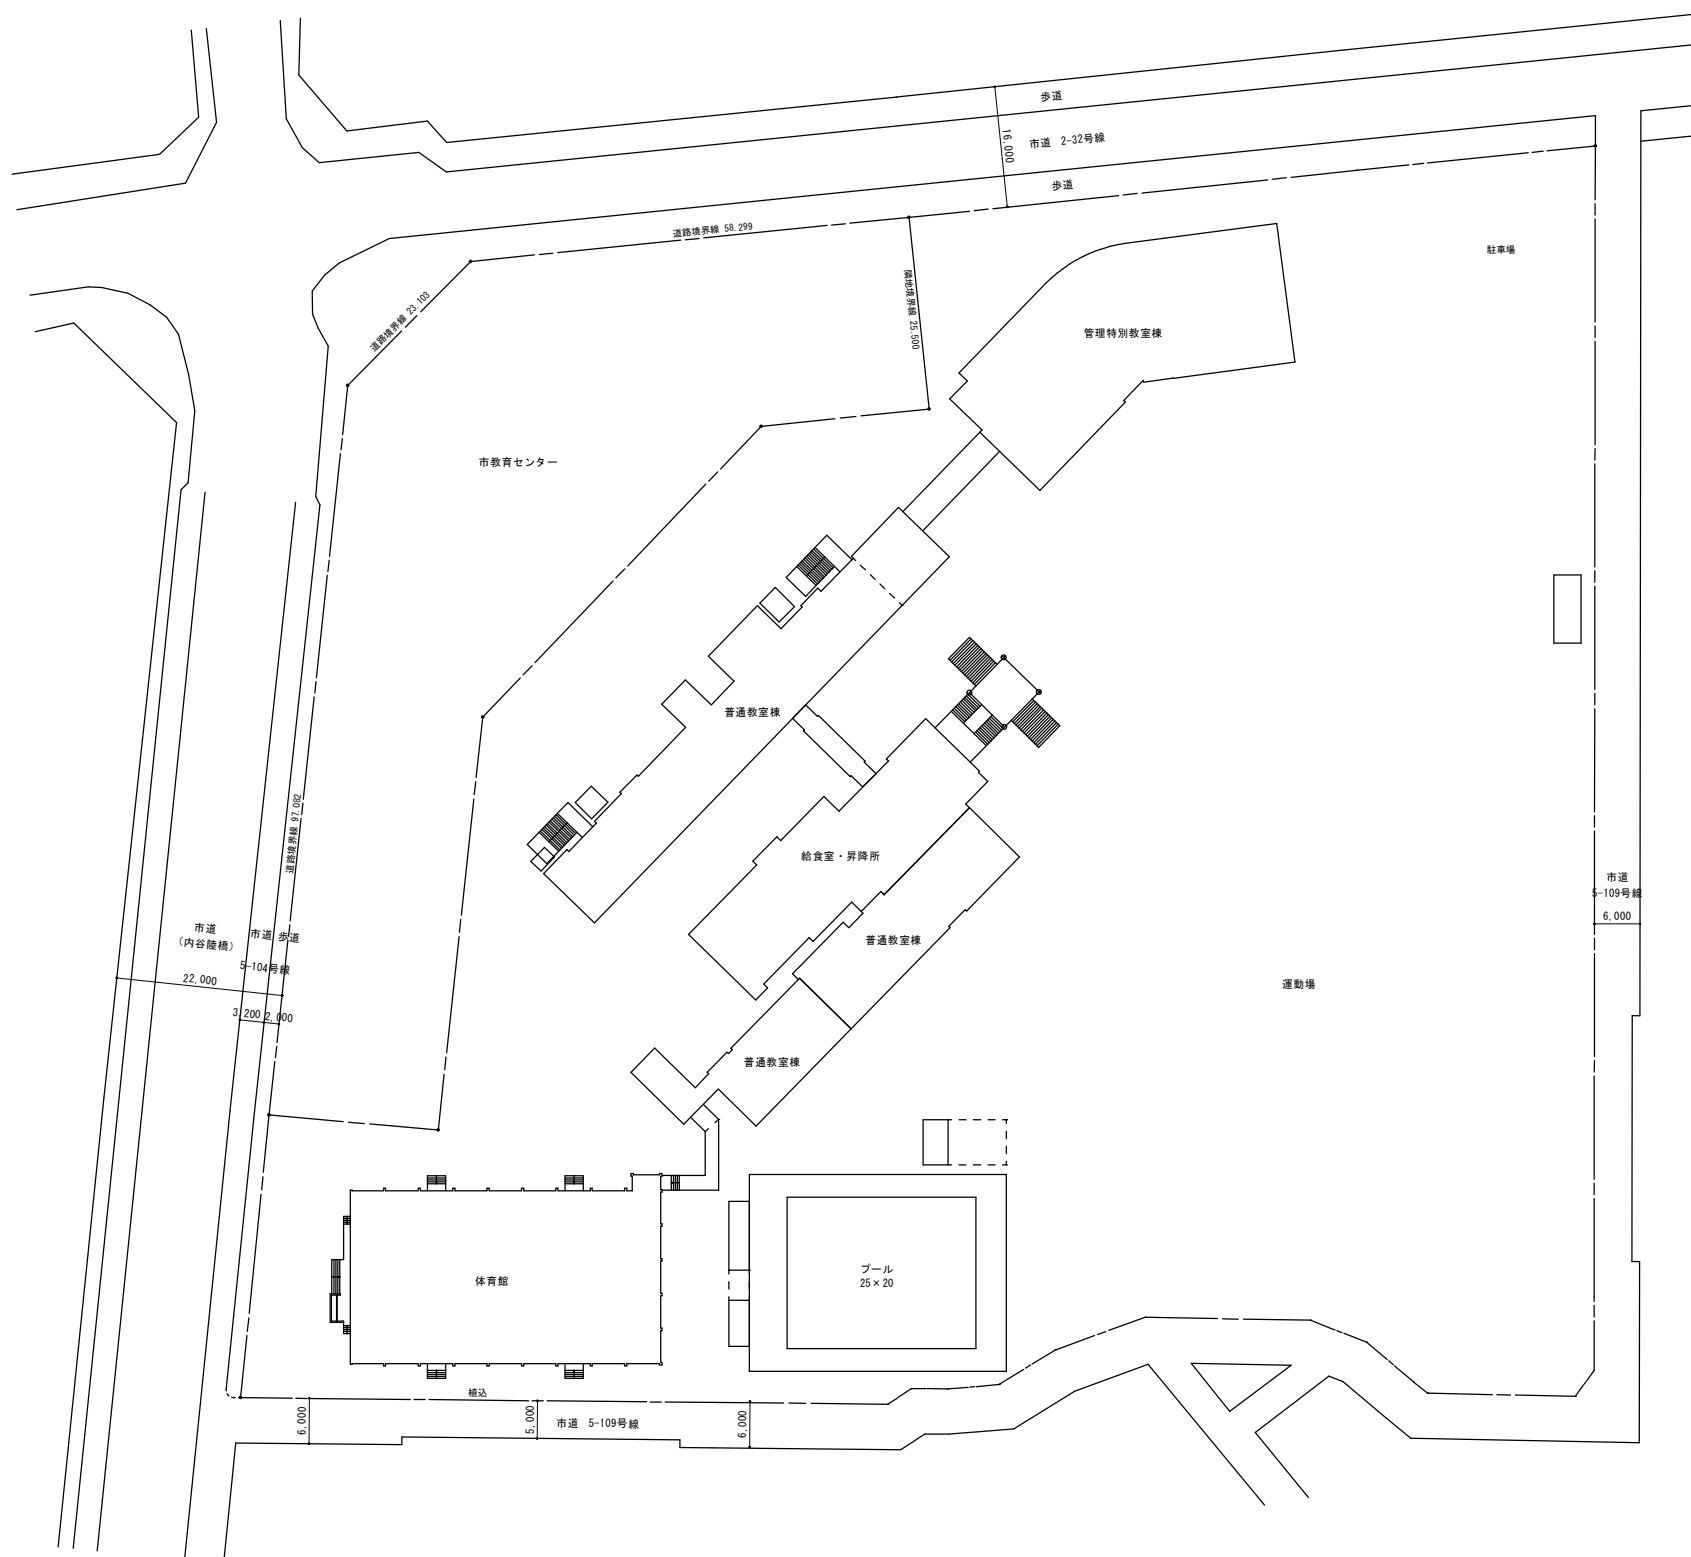 歩道
16,000
市道 2-32号線
歩道
道路境界線 58.299
駐車場
隣地境界線 25.500
道路境界線 23.103
管理特別教室棟
市教育センター
普通教室棟
道路境界線 97.082
給食室・昇降所
市道
5-109号線
6,000
市道
(内谷陸橋)
市道 歩道
5-104号線
22,000
3,200 2,000
普通教室棟
運動場
普通教室棟
体育館
プール
25×20
植込
6,000
5,000
市道 5-109号線
6,000